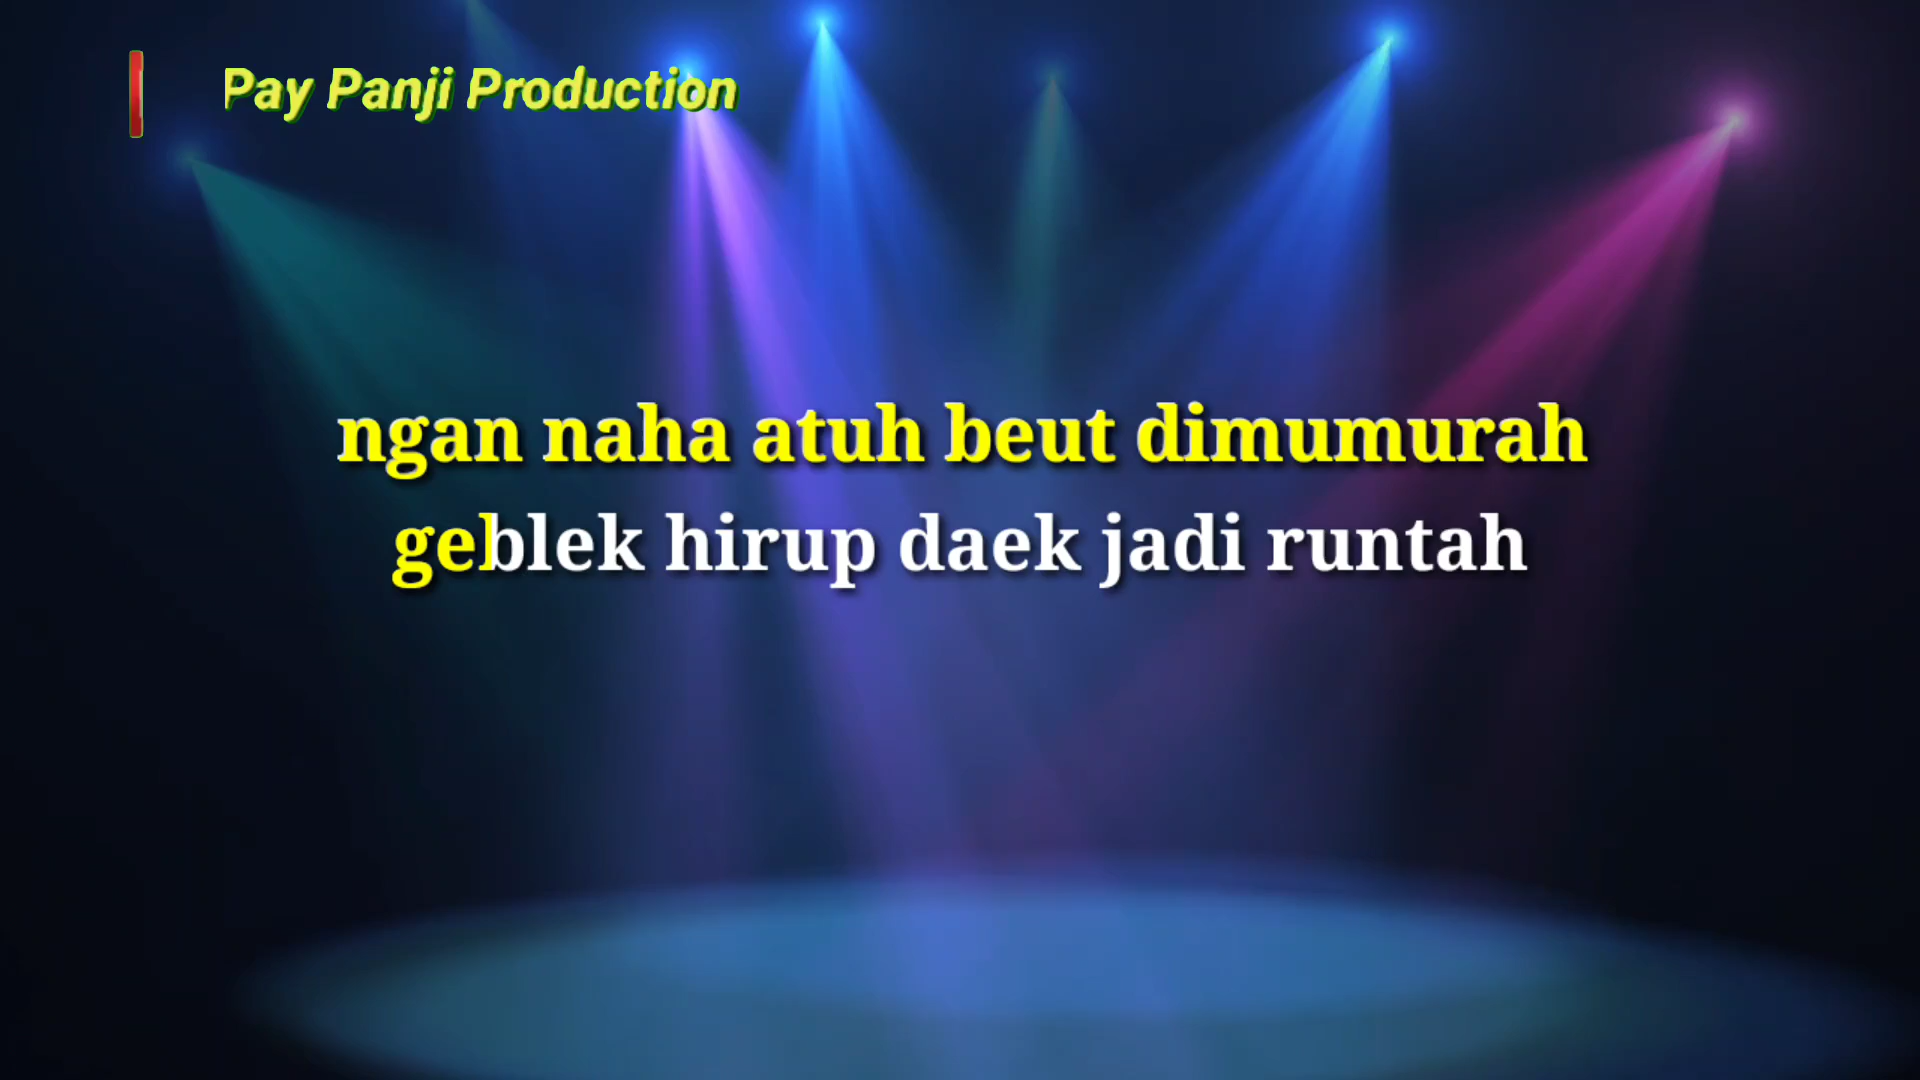 Pay Panji Production
ngan naha atuh beut dimumurah
geblek hirup daek jadi runtah